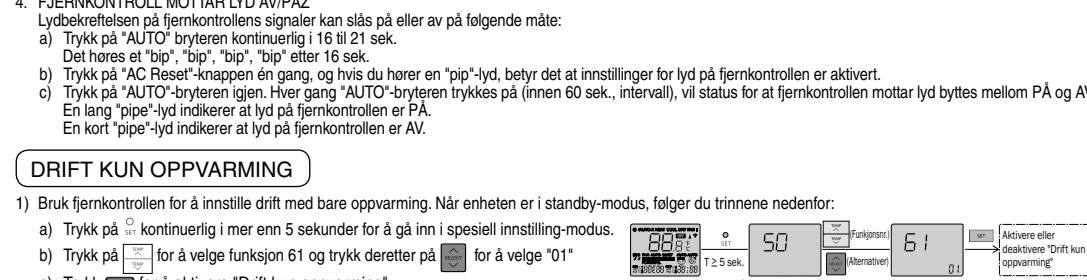 4. FJERNKONTROLL MOTTAR LYD AV/PÅZ
Lydbekreftelsen på fjernkontrollens signaler kan slås på eller av på følgende måte:
a) Trykk på "AUTO" bryteren kontinuerlig i 16 til 21 sek.
Det høres et "bip", "bip", "bip", "bip" etter 16 sek.
b) Trykk på "AC Reset"-knappen én gang, og hvis du hører en "pip"-lyd, betyr det at innstillinger for lyd på fjernkontrollen er aktivert.
c) Trykk på "AUTO"-bryteren igjen. Hver gang "AUTO"-bryteren trykkes på (innen 60 sek., intervall), vil status for at fjernkontrollen mottar lyd byttes mellom PÅ og AV
En lang "pipe"-lyd indikerer at lyd på fjernkontrollen er PÅ.
En kort "pipe"-lyd indikerer at lyd på fjernkontrollen er AV.
DRIFT KUN OPPVARMING
1) Bruk fjernkontrollen for å innstille drift med bare oppvarming. Når enheten er i standby-modus, følger du trinnene nedenfor:
a) Trykk på SET kontinuerlig i mer enn 5 sekunder for å gå inn i spesiell innstilling-modus.
b) Trykk på TEMP TEMP for å velge funksjon 61 og trykk deretter på SELECT for å velge "01"
SET
T ≥ 5 sek.
50
TEMP
TEMP
(Funksjonsnr.)
SELECT
(Alternativer)
61
01
SET
Aktivere eller
deaktivere "Drift kun
oppvarming"